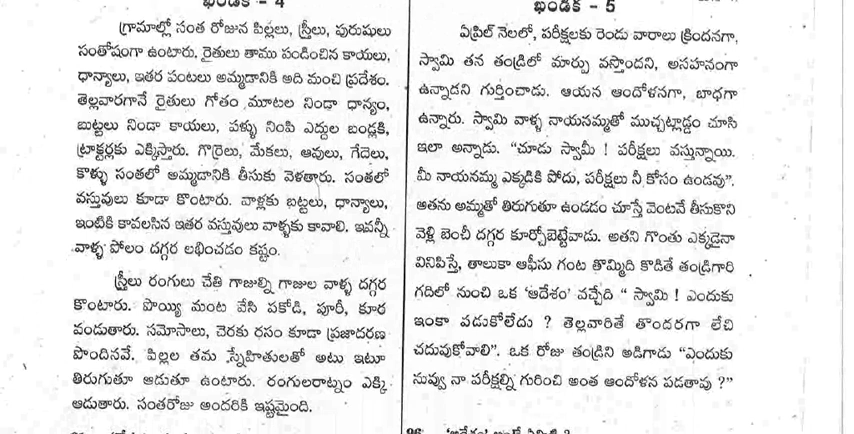 ఖండిక - 4
గ్రామాల్లో సంత రోజున పిల్లలు, స్త్రీలు, పురుషులు
సంతోషంగా ఉంటారు. రైతులు తాము పండించిన కాయలు,
ధాన్యాలు, ఇతర పంటలు అమ్మడానికి అది మంచి ప్రదేశం.
తెల్లవారగానే రైతులు గోతం మూటల నిండా ధాన్యం,
బుట్టలు నిండా కాయలు, పళ్ళు నింపి ఎద్దుల బండ్లకి,
ట్రాక్టర్లకు ఎక్కిస్తారు. గొర్రెలు, మేకలు, ఆవులు, గేదెలు,
కొళ్ళు సంతలో అమ్మడానికి తీసుకు వెళతారు. సంతలో
వస్తువులు కూడా కొంటారు. వాళ్లకు బట్టలు, ధాన్యాలు,
ఇంటికి కావలసిన ఇతర వస్తువులు వాళ్ళకు కావాలి. ఇవన్నీ
వాళ్ళ పోలం దగ్గర లభించడం కష్టం.
స్త్రీలు రంగులు చేతి గాజుల్ని గాజుల వాళ్ళ దగ్గర
కొంటారు. పొయ్యి మంట వేసి పకోడి, పూరీ, కూర
వండుతారు. సమోసాలు, చెరకు రసం కూడా ప్రజాదరణ
పొందినవే. పిల్లల తమ స్నేహితులతో అటు ఇటూ
తిరుగుతూ ఆడుతూ ఉంటారు. రంగులరాట్నం ఎక్కి
ఆడుతారు. సంతరోజు అందరికి ఇష్టమైంది.
ఖండిక - 5
ఏప్రిల్ నెలలో, పరీక్షలకు రెండు వారాలు క్రిందనగా,
స్వామి తన తండ్రిలో మార్పు వస్తొందని, అసహనంగా
ఉన్నాడని గుర్తించాడు. ఆయన ఆందోళనగా, బాధగా
ఉన్నారు. స్వామి వాళ్ళ నాయనమ్మతో ముచ్చట్లాడ్డం చూసి
ఇలా అన్నాడు. “చూడు స్వామీ ! పరీక్షలు వస్తున్నాయి.
మీ నాయనమ్మ ఎక్కడికి పోదు, పరీక్షలు నీ కోసం ఉండవు”.
అతను అమ్మతో తిరుగుతూ ఉండడం చూస్తే వెంటనే తీసుకొని
వెళ్లి బెంచీ దగ్గర కూర్చోబెట్టేవాడు. అతని గొంతు ఎక్కడైనా
వినిపిస్తే, తాలుకా ఆఫీసు గంట తొమ్మిది కొడితే తండ్రిగారి
గదిలో నుంచి ఒక ‘ఆదేశం’ వచ్చేది “ స్వామి ! ఎందుకు
ఇంకా పడుకోలేదు ? తెల్లవారితే తొందరగా లేచి
చదువుకోవాలి”. ఒక రోజు తండ్రిని అడిగాడు “ఎందుకు
నువ్వు నా పరీక్షల్ని గురించి అంత ఆందోళన పడతావు ?”